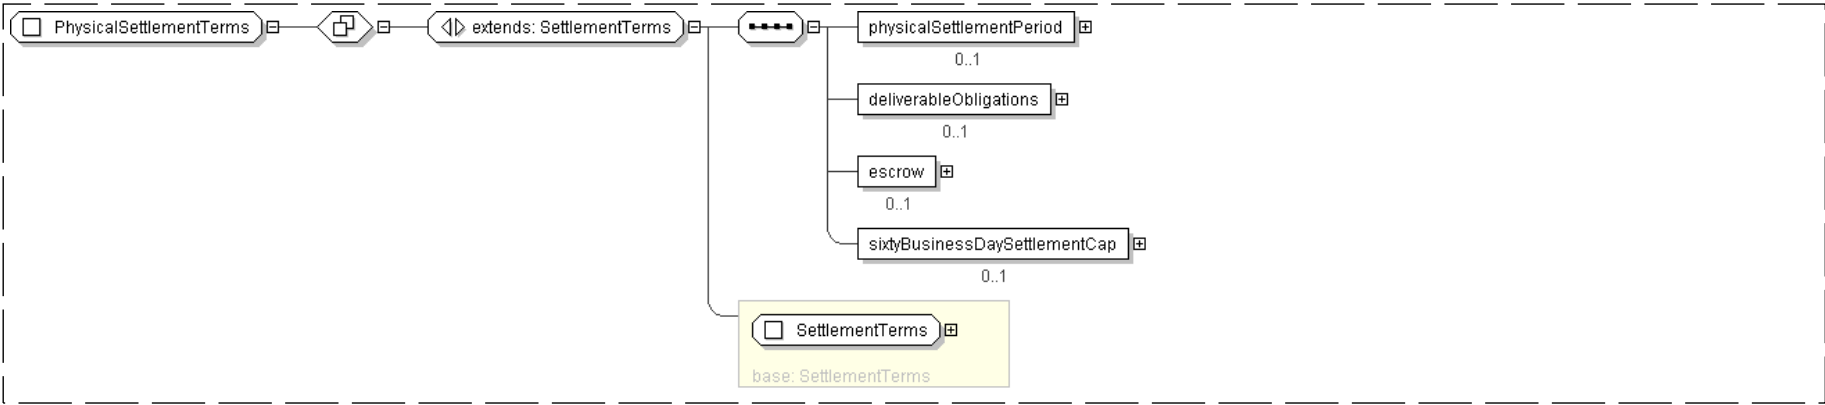 PhysicalSettlementTerms
extends: SettlementTerms
physicalSettlementPeriod
0..1
deliverableObligations
0..1
escrow
0..1
sixtyBusinessDaySettlementCap
0..1
SettlementTerms
base: SettlementTerms